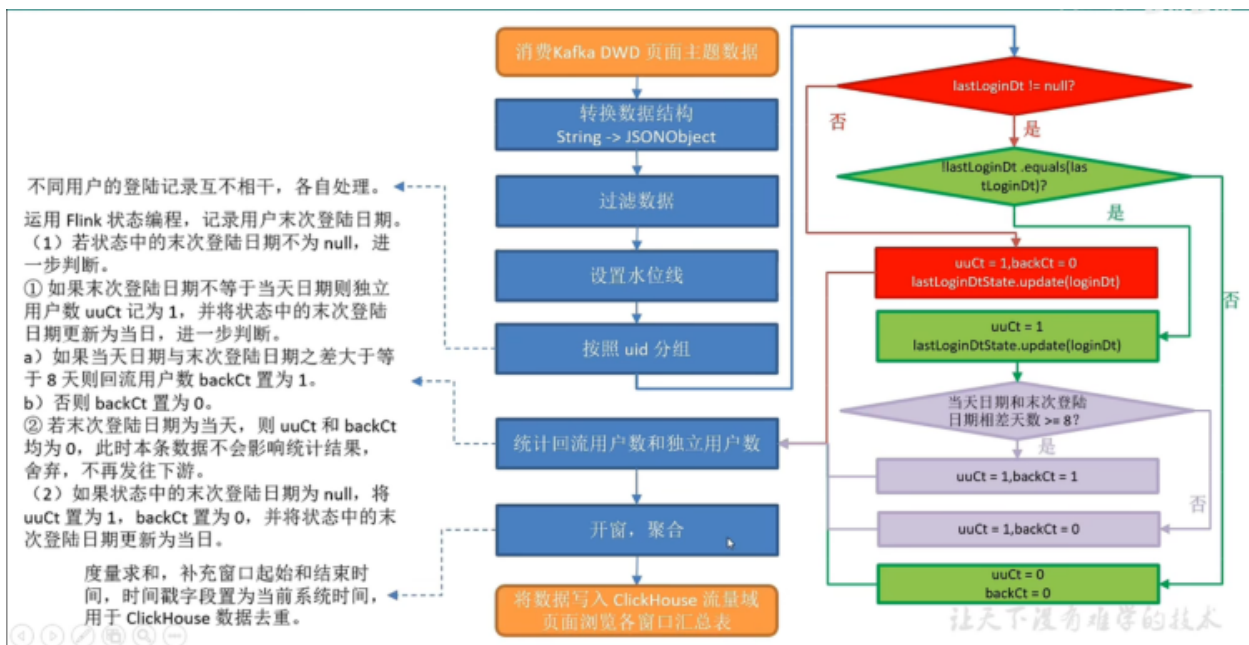 消费Kafka DWD 页面主题数据
转换数据结构
String -> JSONObject
过滤数据
设置水位线
按照 uid 分组
统计回流用户数和独立用户数
开窗，聚合
将数据写入 ClickHouse 流量域
页面浏览各窗口汇总表
不同用户的登陆记录互不相干，各自处理。
运用 Flink 状态编程，记录用户末次登陆日期。
（1）若状态中的末次登陆日期不为 null，进
一步判断。
① 如果末次登陆日期不等于当天日期则独立
用户数 uuCt 记为 1，并将状态中的末次登陆
日期更新为当日，进一步判断。
a）如果当天日期与末次登陆日期之差大于等
于 8 天则回流用户数 backCt 置为 1。
b）否则 backCt 置为 0。
② 若末次登陆日期为当天，则 uuCt 和 backCt
均为 0，此时本条数据不会影响统计结果，
舍弃，不再发往下游。
（2）如果状态中的末次登陆日期为 null，将
uuCt 置为 1，backCt 置为 0，并将状态中的末
次登陆日期更新为当日。
度量求和，补充窗口起始和结束时
间，时间戳字段置为当前系统时间，
用于 ClickHouse 数据去重。
lastLoginDt != null?
否
是
!lastLoginDt .equals(las
tLoginDt)?
是
否
uuCt = 1,backCt = 0
lastLoginDtState.update(loginDt)
uuCt = 1
lastLoginDtState.update(loginDt)
当天日期和末次登陆
日期相差天数 >= 8?
是
否
uuCt = 1,backCt = 1
uuCt = 1,backCt = 0
uuCt = 0
backCt = 0
让天下没有难学的技术